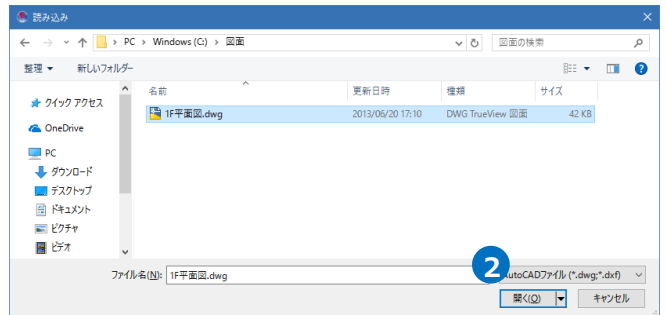 読み込み
PC › Windows (C:) › 図面
図面の検索
整理 新しいフォルダー
名前 更新日時 種類 サイズ
1F平面図.dwg 2013/06/20 17:10 DWG TrueView 図面 42 KB
クイック アクセス
OneDrive
PC
ダウンロード
デスクトップ
ドキュメント
ピクチャ
ビデオ
ファイル名(N): 1F平面図.dwg
2
AutoCADファイル (*.dwg;*.dxf)
開く(O) キャンセル